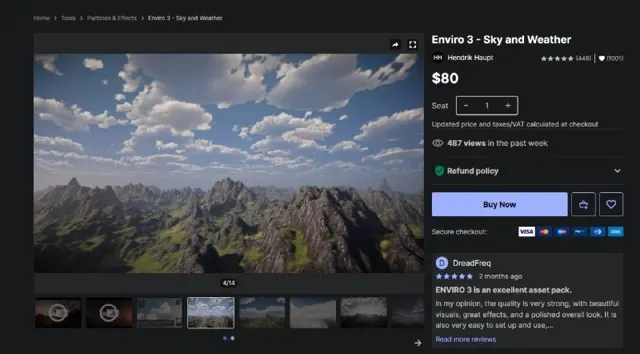 Home > Tools > Particles & Effects > Enviro 3 - Sky and Weather
Enviro 3 - Sky and Weather
HH Hendrik Haupt
★★★★★ (448) | ♥ (1001)
$80
Seat − 1 +
Updated price and taxes/VAT calculated at checkout
487 views in the past week
Refund policy
Buy Now
Secure checkout: VISA
4/14
D DreadFreq
★★★★★ 2 months ago
ENVIRO 3 is an excellent asset pack.
In my opinion, the quality is very strong, with beautiful
visuals, great effects, and a polished overall look. It is
also very easy to set up and use,...
Read more reviews